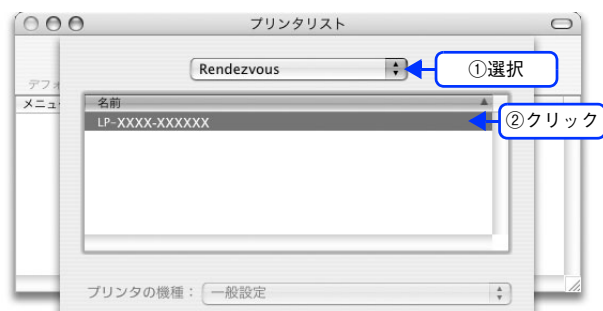 プリンタリスト
Rendezvous
①選択
デフォ
メニュー
名前
LP-XXXX-XXXXXX
②クリック
プリンタの機種：
一般設定